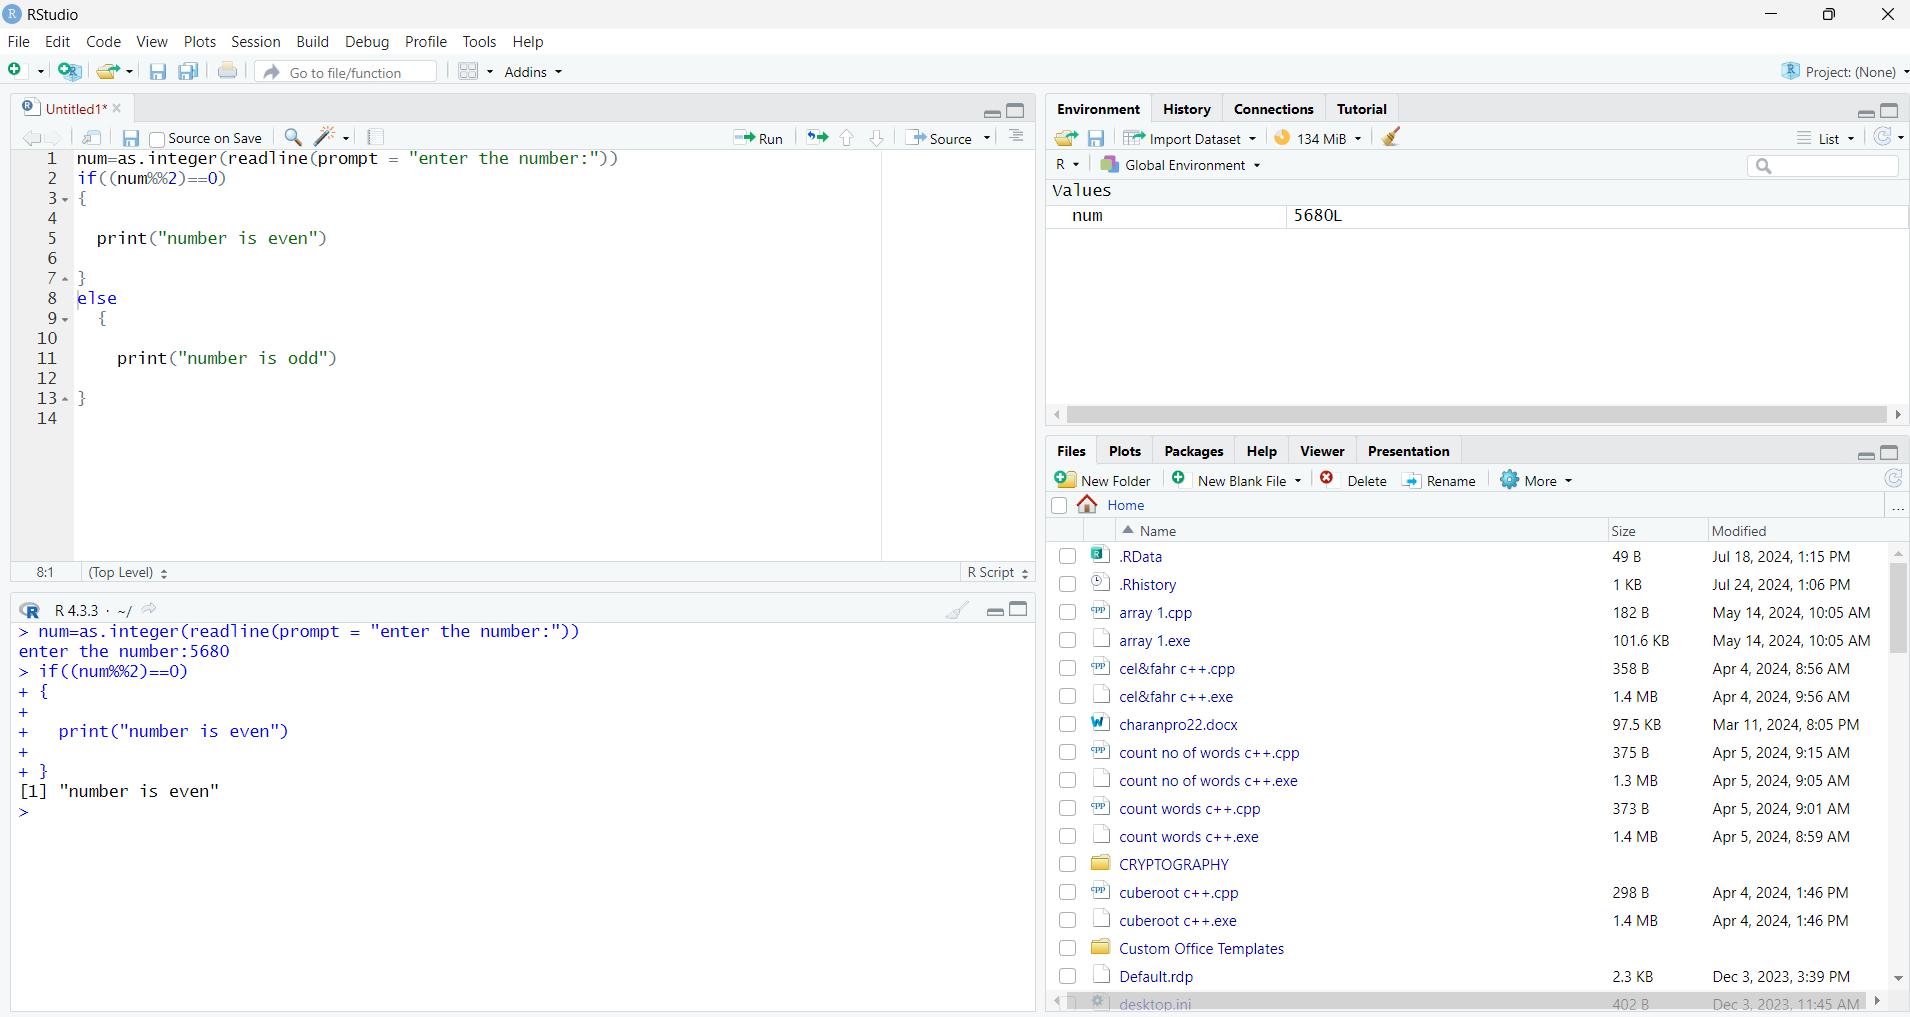 RStudio
File Edit Code View Plots Session Build Debug Profile Tools Help
Go to file/function Addins Project: (None)
Untitled1*
Source on Save Run Source
1 num=as.integer(readline(prompt = "enter the number:"))
2 if((num%%2)==0)
3 {
4
5 print("number is even")
6
7 }
8 else
9 {
10
11 print("number is odd")
12
13 }
14
8:1 (Top Level) R Script
R 4.3.3 · ~/
> num=as.integer(readline(prompt = "enter the number:"))
enter the number:5680
> if((num%%2)==0)
+ {
+
+ print("number is even")
+
+ }
[1] "number is even"
>
Environment History Connections Tutorial
Import Dataset 134 MiB List
R Global Environment
Values
num 5680L
Files Plots Packages Help Viewer Presentation
New Folder New Blank File Delete Rename More
Home ...
Name Size Modified
.RData 49 B Jul 18, 2024, 1:15 PM
.Rhistory 1 KB Jul 24, 2024, 1:06 PM
array 1.cpp 182 B May 14, 2024, 10:05 AM
array 1.exe 101.6 KB May 14, 2024, 10:05 AM
cel&fahr c++.cpp 358 B Apr 4, 2024, 8:56 AM
cel&fahr c++.exe 1.4 MB Apr 4, 2024, 9:56 AM
charanpro22.docx 97.5 KB Mar 11, 2024, 8:05 PM
count no of words c++.cpp 375 B Apr 5, 2024, 9:15 AM
count no of words c++.exe 1.3 MB Apr 5, 2024, 9:05 AM
count words c++.cpp 373 B Apr 5, 2024, 9:01 AM
count words c++.exe 1.4 MB Apr 5, 2024, 8:59 AM
CRYPTOGRAPHY
cuberoot c++.cpp 298 B Apr 4, 2024, 1:46 PM
cuberoot c++.exe 1.4 MB Apr 4, 2024, 1:46 PM
Custom Office Templates
Default.rdp 2.3 KB Dec 3, 2023, 3:39 PM
desktop.ini 402 B Dec 3, 2023, 11:45 AM